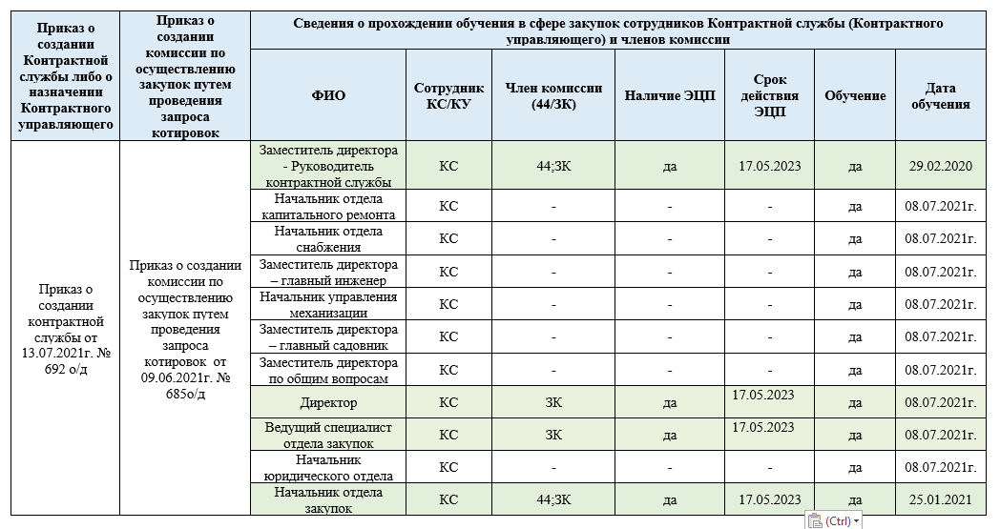 Приказ о
создании
Контрактной
службы либо о
назначении
Контрактного
управляющего
Приказ о
создании
комиссии по
осуществлению
закупок путем
проведения
запроса
котировок
Сведения о прохождении обучения в сфере закупок сотрудников Контрактной службы (Контрактного
управляющего) и членов комиссии
ФИО
Сотрудник
КС/КУ
Член комиссии
(44/ЗК)
Наличие ЭЦП
Срок
действия
ЭЦП
Обучение
Дата
обучения
Приказ о
создании
контрактной
службы от
13.07.2021г. №
692 о/д
Приказ о создании
комиссии по
осуществлению
закупок путем
проведения
запроса
котировок от
09.06.2021г. №
685о/д
Заместитель директора
- Руководитель
контрактной службы
КС
44;ЗК
да
17.05.2023
да
29.02.2020
Начальник отдела
капитального ремонта
КС
-
-
-
да
08.07.2021г.
Начальник отдела
снабжения
КС
-
-
-
да
08.07.2021г.
Заместитель директора
– главный инженер
КС
-
-
-
да
08.07.2021г.
Начальник управления
механизации
КС
-
-
-
да
08.07.2021г.
Заместитель директора
– главный садовник
КС
-
-
-
да
08.07.2021г.
Заместитель директора
по общим вопросам
КС
-
-
-
да
08.07.2021г.
Директор
КС
ЗК
да
17.05.2023
да
08.07.2021г.
Ведущий специалист
отдела закупок
КС
ЗК
да
17.05.2023
да
08.07.2021г.
Начальник
юридического отдела
КС
-
-
-
да
08.07.2021г.
Начальник отдела
закупок
КС
44;ЗК
да
17.05.2023
да
25.01.2021
(Ctrl)